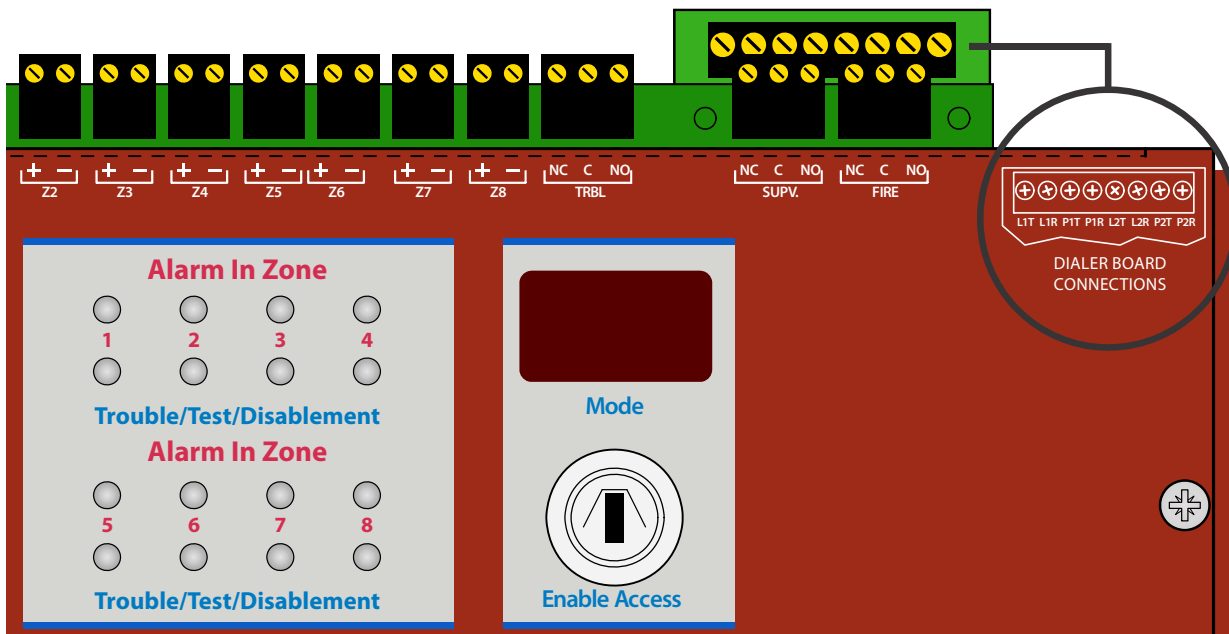 + − + − + − + − + − + − + − NC C NO NC C NO NC C NO
Z2 Z3 Z4 Z5 Z6 Z7 Z8 TRBL SUPV. FIRE
L1T L1R P1T P1R L2T L2R P2T P2R
DIALER BOARD
CONNECTIONS
Alarm In Zone
1 2 3 4
Trouble/Test/Disablement
Alarm In Zone
5 6 7 8
Trouble/Test/Disablement
Mode
Enable Access